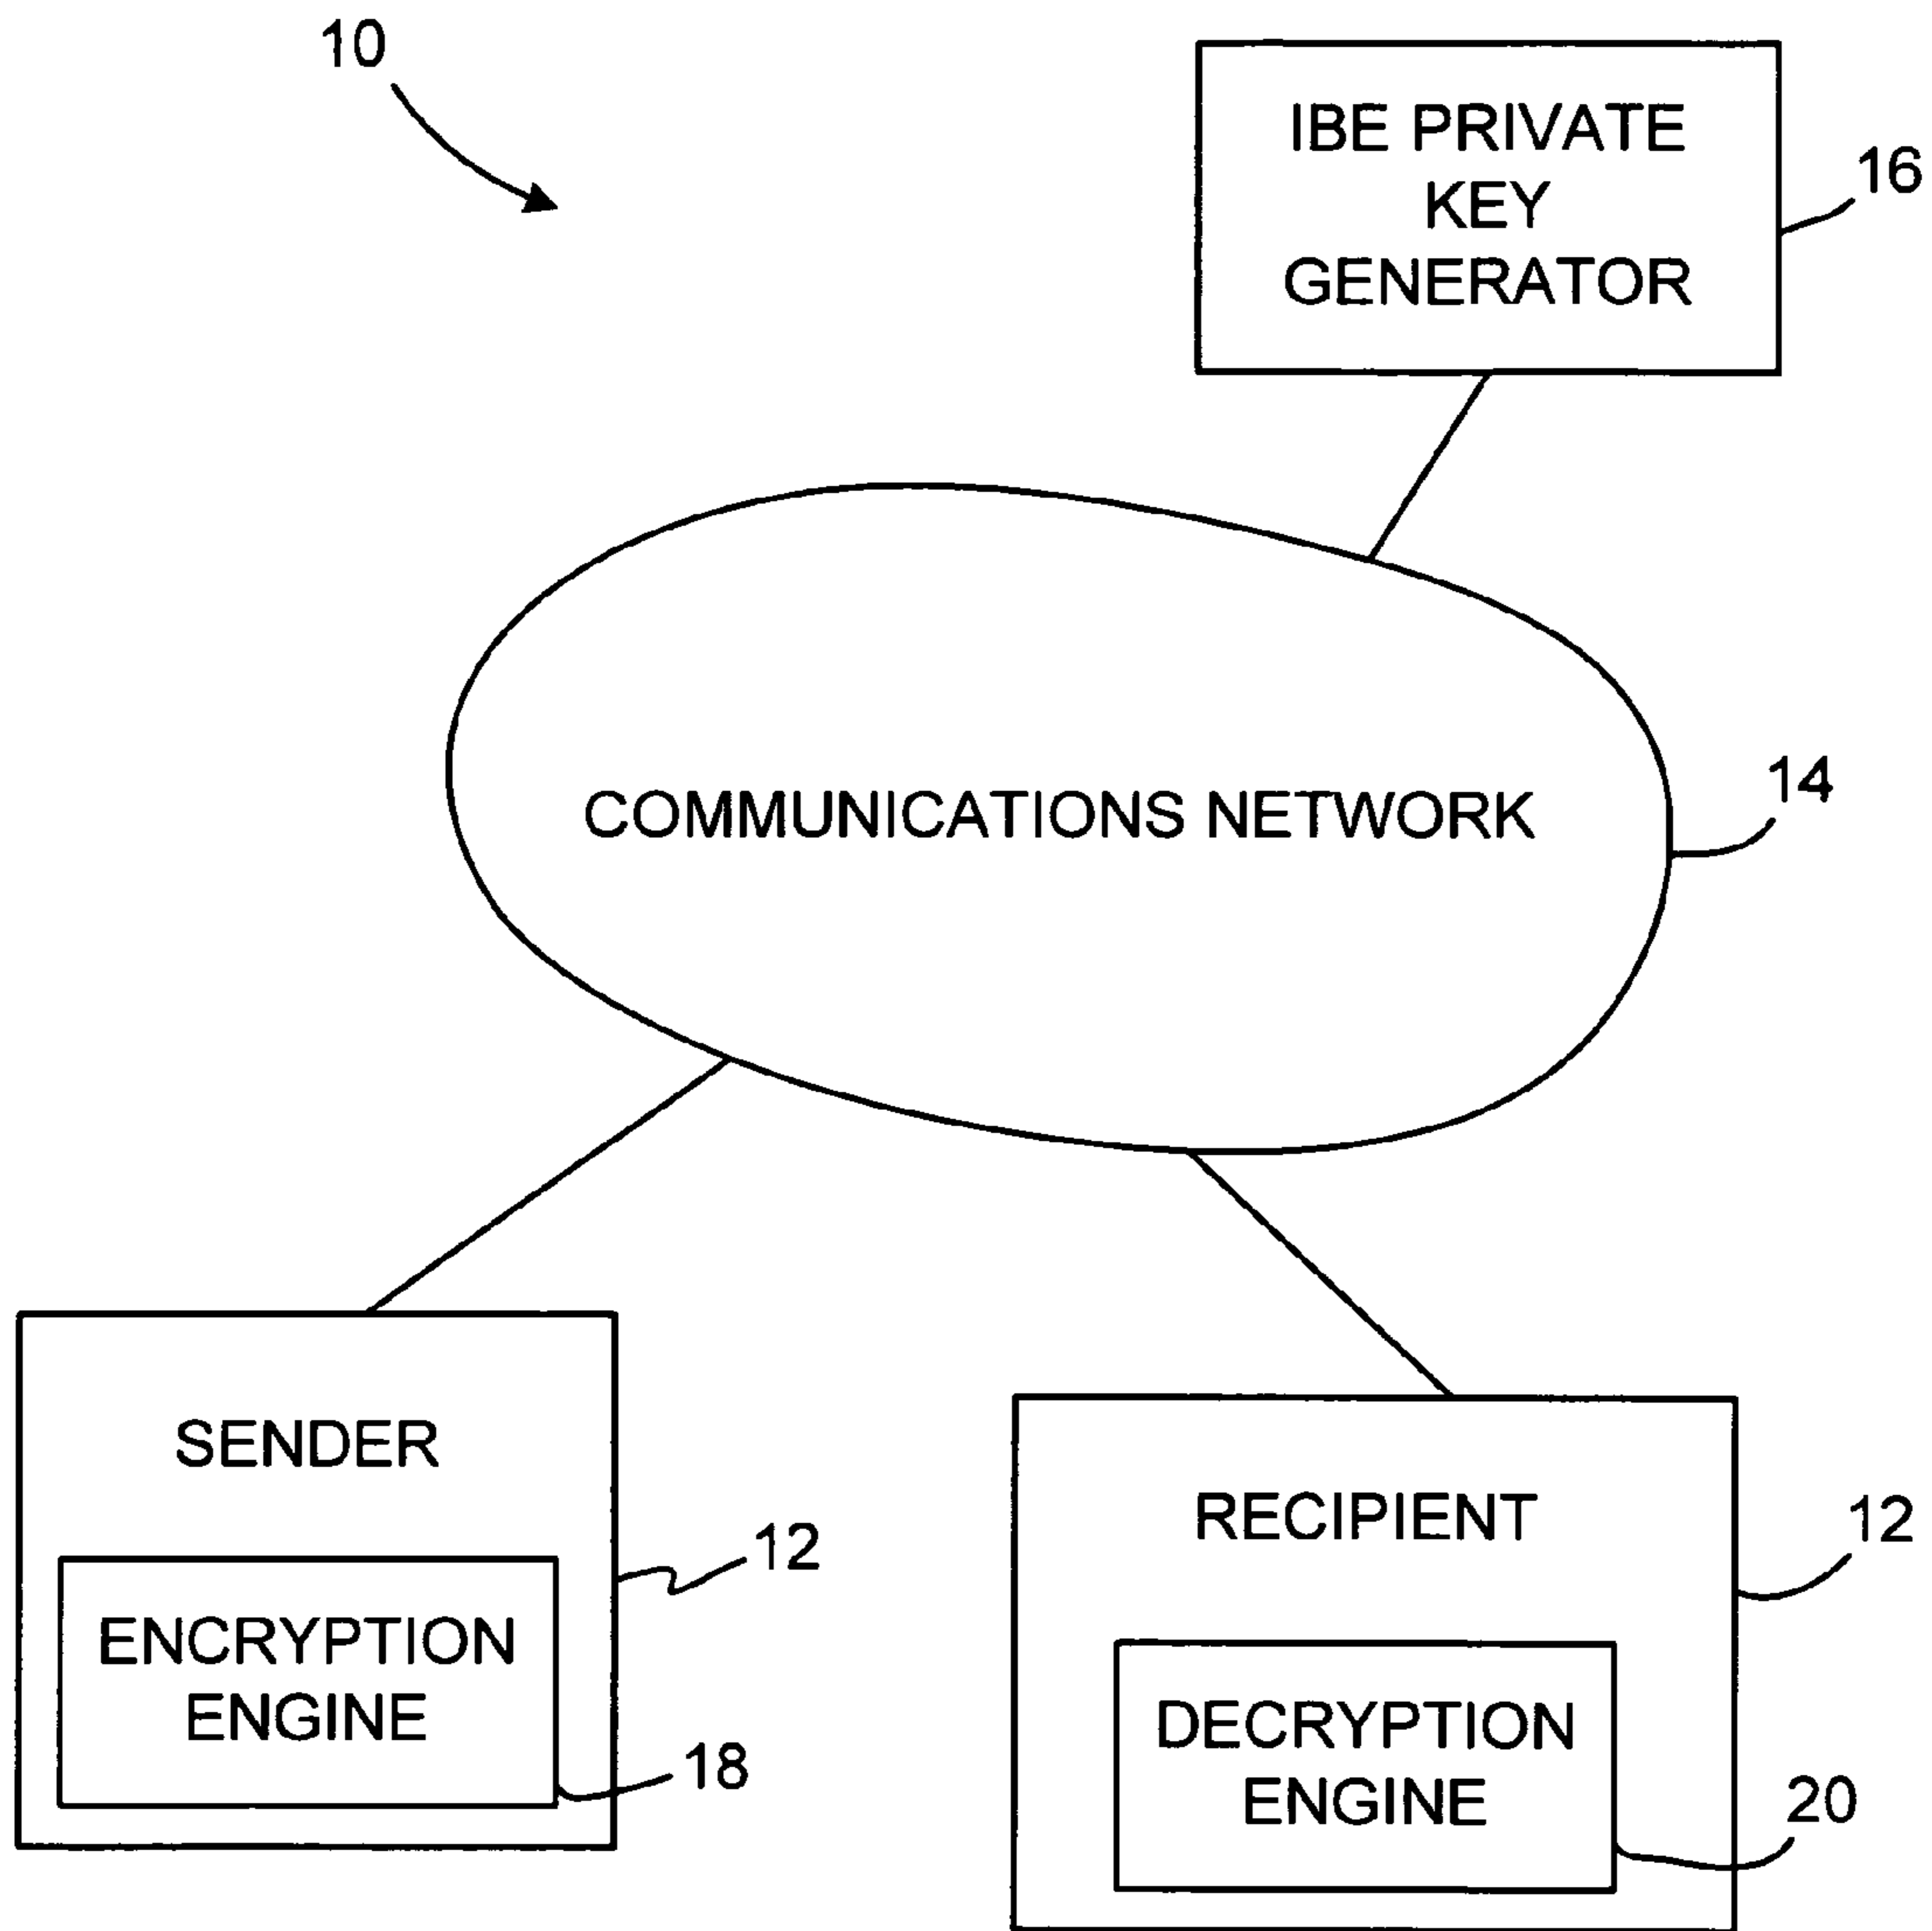 10
IBE PRIVATE
KEY
GENERATOR
16
COMMUNICATIONS NETWORK
14
SENDER
12
ENCRYPTION
ENGINE
18
RECIPIENT
12
DECRYPTION
ENGINE
20